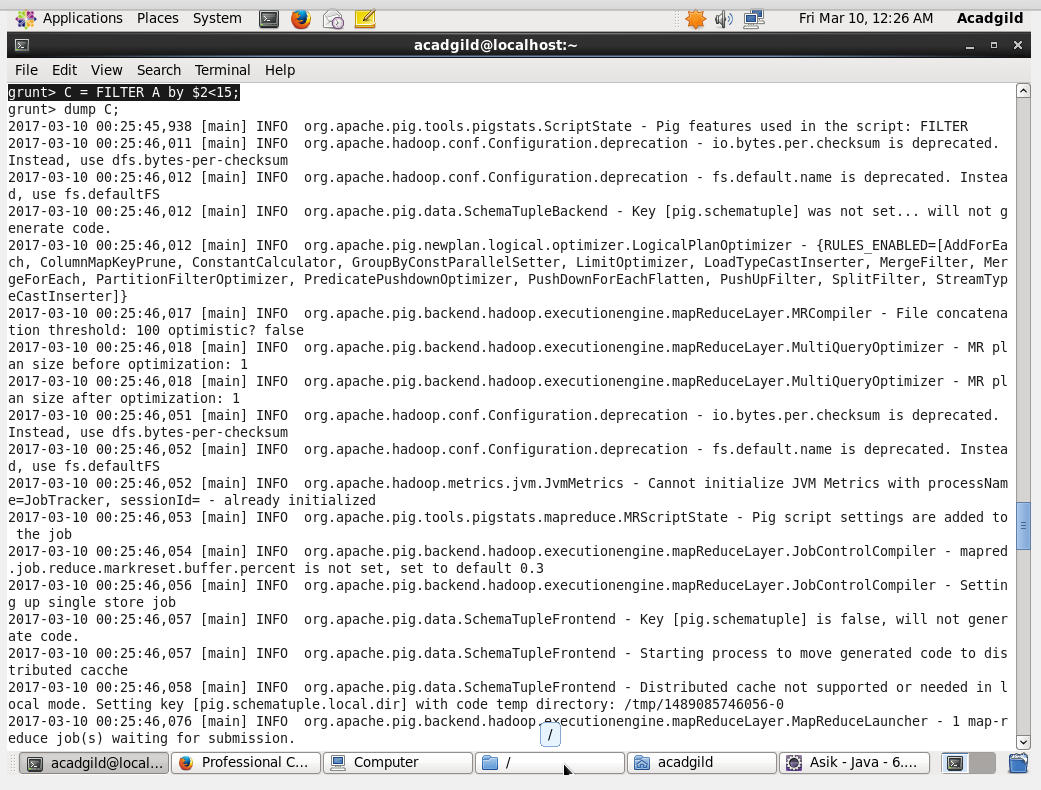 Applications Places System Fri Mar 10, 12:26 AM Acadgild
acadgild@localhost:~
File Edit View Search Terminal Help
grunt> C = FILTER A by $2<15;
grunt> dump C;
2017-03-10 00:25:45,938 [main] INFO  org.apache.pig.tools.pigstats.ScriptState - Pig features used in the script: FILTER
2017-03-10 00:25:46,011 [main] INFO  org.apache.hadoop.conf.Configuration.deprecation - io.bytes.per.checksum is deprecated.
Instead, use dfs.bytes-per-checksum
2017-03-10 00:25:46,012 [main] INFO  org.apache.hadoop.conf.Configuration.deprecation - fs.default.name is deprecated. Instea
d, use fs.defaultFS
2017-03-10 00:25:46,012 [main] INFO  org.apache.pig.data.SchemaTupleBackend - Key [pig.schematuple] was not set... will not g
enerate code.
2017-03-10 00:25:46,012 [main] INFO  org.apache.pig.newplan.logical.optimizer.LogicalPlanOptimizer - {RULES_ENABLED=[AddForEa
ch, ColumnMapKeyPrune, ConstantCalculator, GroupByConstParallelSetter, LimitOptimizer, LoadTypeCastInserter, MergeFilter, Mer
geForEach, PartitionFilterOptimizer, PredicatePushdownOptimizer, PushDownForEachFlatten, PushUpFilter, SplitFilter, StreamTyp
eCastInserter]}
2017-03-10 00:25:46,017 [main] INFO  org.apache.pig.backend.hadoop.executionengine.mapReduceLayer.MRCompiler - File concatena
tion threshold: 100 optimistic? false
2017-03-10 00:25:46,018 [main] INFO  org.apache.pig.backend.hadoop.executionengine.mapReduceLayer.MultiQueryOptimizer - MR pl
an size before optimization: 1
2017-03-10 00:25:46,018 [main] INFO  org.apache.pig.backend.hadoop.executionengine.mapReduceLayer.MultiQueryOptimizer - MR pl
an size after optimization: 1
2017-03-10 00:25:46,051 [main] INFO  org.apache.hadoop.conf.Configuration.deprecation - io.bytes.per.checksum is deprecated.
Instead, use dfs.bytes-per-checksum
2017-03-10 00:25:46,052 [main] INFO  org.apache.hadoop.conf.Configuration.deprecation - fs.default.name is deprecated. Instea
d, use fs.defaultFS
2017-03-10 00:25:46,052 [main] INFO  org.apache.hadoop.metrics.jvm.JvmMetrics - Cannot initialize JVM Metrics with processNam
e=JobTracker, sessionId= - already initialized
2017-03-10 00:25:46,053 [main] INFO  org.apache.pig.tools.pigstats.mapreduce.MRScriptState - Pig script settings are added to
 the job
2017-03-10 00:25:46,054 [main] INFO  org.apache.pig.backend.hadoop.executionengine.mapReduceLayer.JobControlCompiler - mapred
.job.reduce.markreset.buffer.percent is not set, set to default 0.3
2017-03-10 00:25:46,056 [main] INFO  org.apache.pig.backend.hadoop.executionengine.mapReduceLayer.JobControlCompiler - Settin
g up single store job
2017-03-10 00:25:46,057 [main] INFO  org.apache.pig.data.SchemaTupleFrontend - Key [pig.schematuple] is false, will not gener
ate code.
2017-03-10 00:25:46,057 [main] INFO  org.apache.pig.data.SchemaTupleFrontend - Starting process to move generated code to dis
tributed cacche
2017-03-10 00:25:46,058 [main] INFO  org.apache.pig.data.SchemaTupleFrontend - Distributed cache not supported or needed in l
ocal mode. Setting key [pig.schematuple.local.dir] with code temp directory: /tmp/1489085746056-0
2017-03-10 00:25:46,076 [main] INFO  org.apache.pig.backend.hadoop.executionengine.mapReduceLayer.MapReduceLauncher - 1 map-r
educe job(s) waiting for submission.
/
acadgild@local... Professional C... Computer / acadgild Asik - Java - 6....